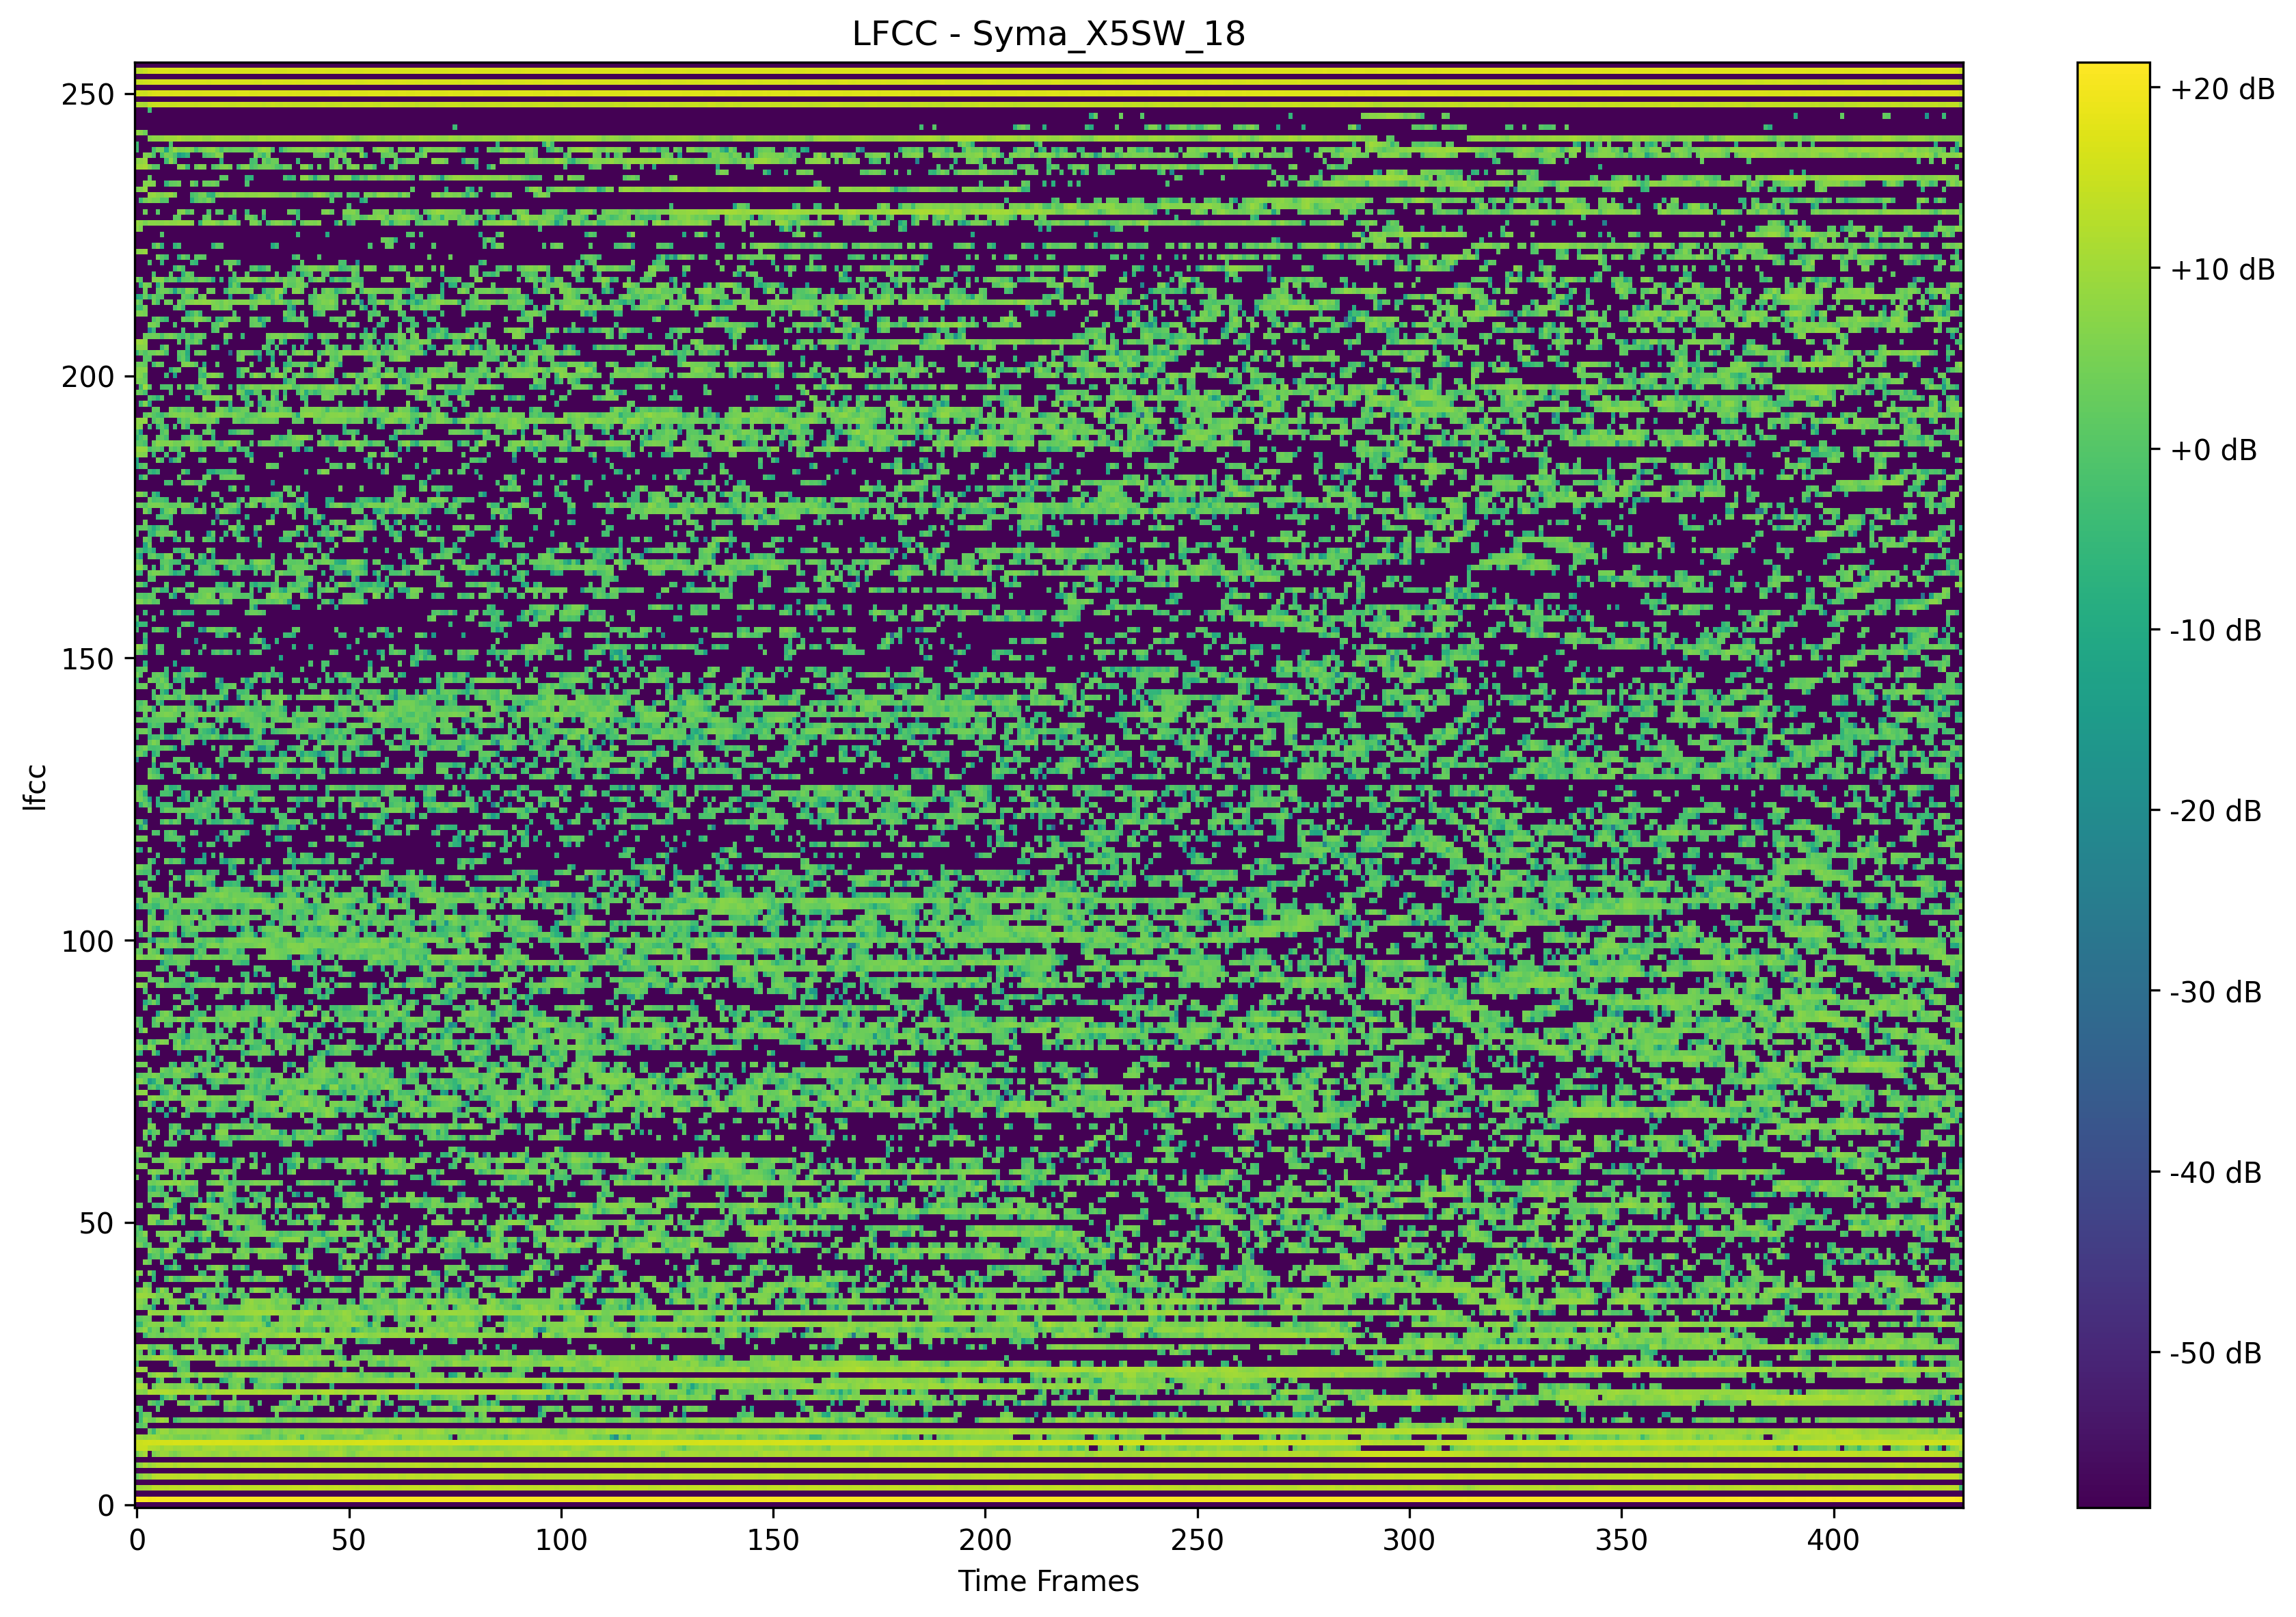 LFCC - Syma_X5SW_18
250
200
150
100
50
0
lfcc
0 50 100 150 200 250 300 350 400
Time Frames
+20 dB
+10 dB
+0 dB
-10 dB
-20 dB
-30 dB
-40 dB
-50 dB